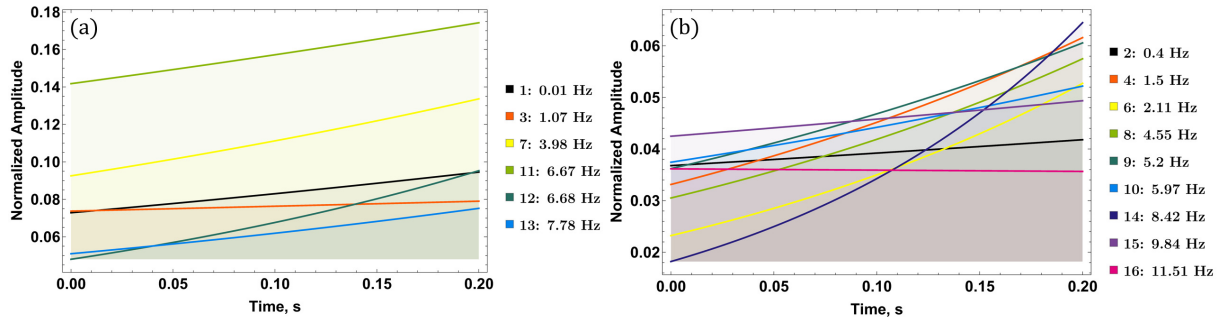 (a)
Normalized Amplitude
0.18
0.16
0.14
0.12
0.10
0.08
0.06
0.00 0.05 0.10 0.15 0.20
Time, s
1: 0.01 Hz
3: 1.07 Hz
7: 3.98 Hz
11: 6.67 Hz
12: 6.68 Hz
13: 7.78 Hz
(b)
Normalized Amplitude
0.06
0.05
0.04
0.03
0.02
0.00 0.05 0.10 0.15 0.20
Time, s
2: 0.4 Hz
4: 1.5 Hz
6: 2.11 Hz
8: 4.55 Hz
9: 5.2 Hz
10: 5.97 Hz
14: 8.42 Hz
15: 9.84 Hz
16: 11.51 Hz